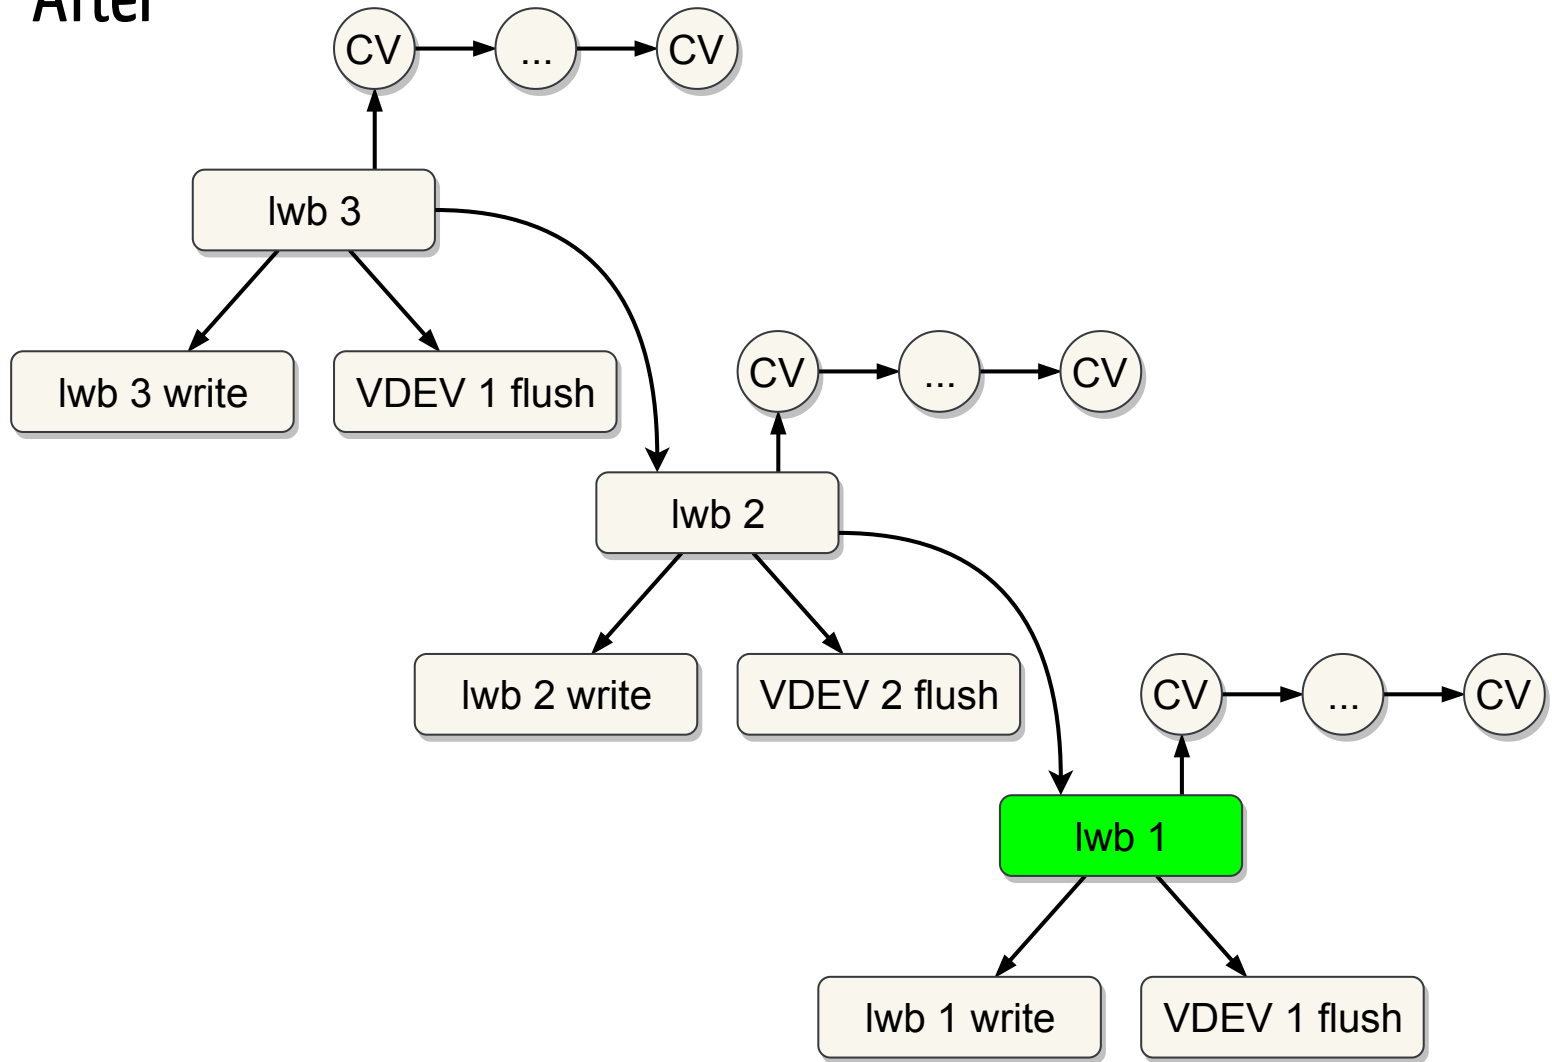 After
CV
...
CV
lwb 3
lwb 3 write
VDEV 1 flush
CV
...
CV
lwb 2
lwb 2 write
VDEV 2 flush
CV
...
CV
lwb 1
lwb 1 write
VDEV 1 flush